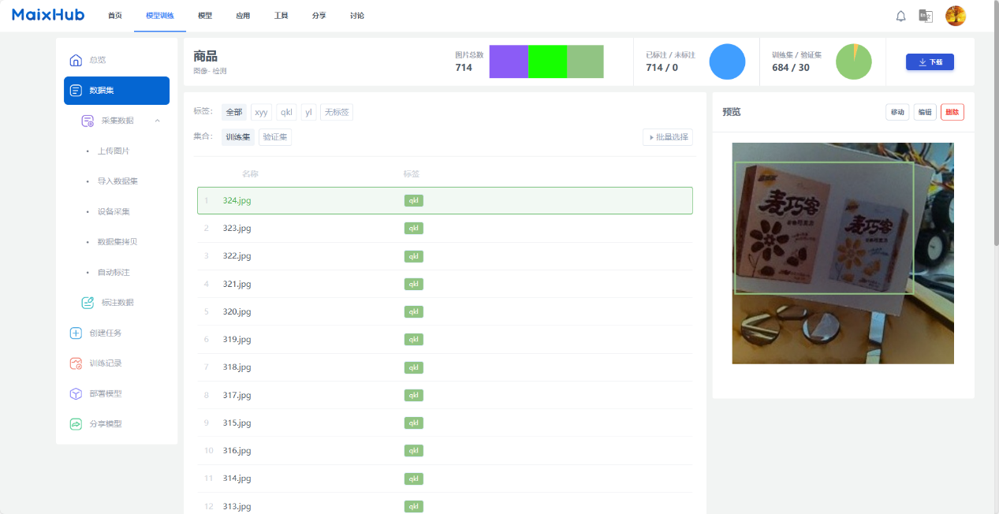 MaixHub 首页 模型训练 模型 应用 工具 分享 讨论
总览
数据集
采集数据
上传图片
导入数据集
设备采集
数据集拷贝
自动标注
标注数据
创建任务
训练记录
部署模型
分享模型
商品
图像- 检测
图片总数
714
已标注 / 未标注
714 / 0
训练集 / 验证集
684 / 30
下载
标签: 全部 xyy qkl yl 无标签
集合: 训练集 验证集 批量选择
名称 标签
1 324.jpg qkl
2 323.jpg qkl
3 322.jpg qkl
4 321.jpg qkl
5 320.jpg qkl
6 319.jpg qkl
7 318.jpg qkl
8 317.jpg qkl
9 315.jpg qkl
10 316.jpg qkl
11 314.jpg qkl
12 313.jpg qkl
预览 移动 编辑 删除
麦巧客
麦巧客